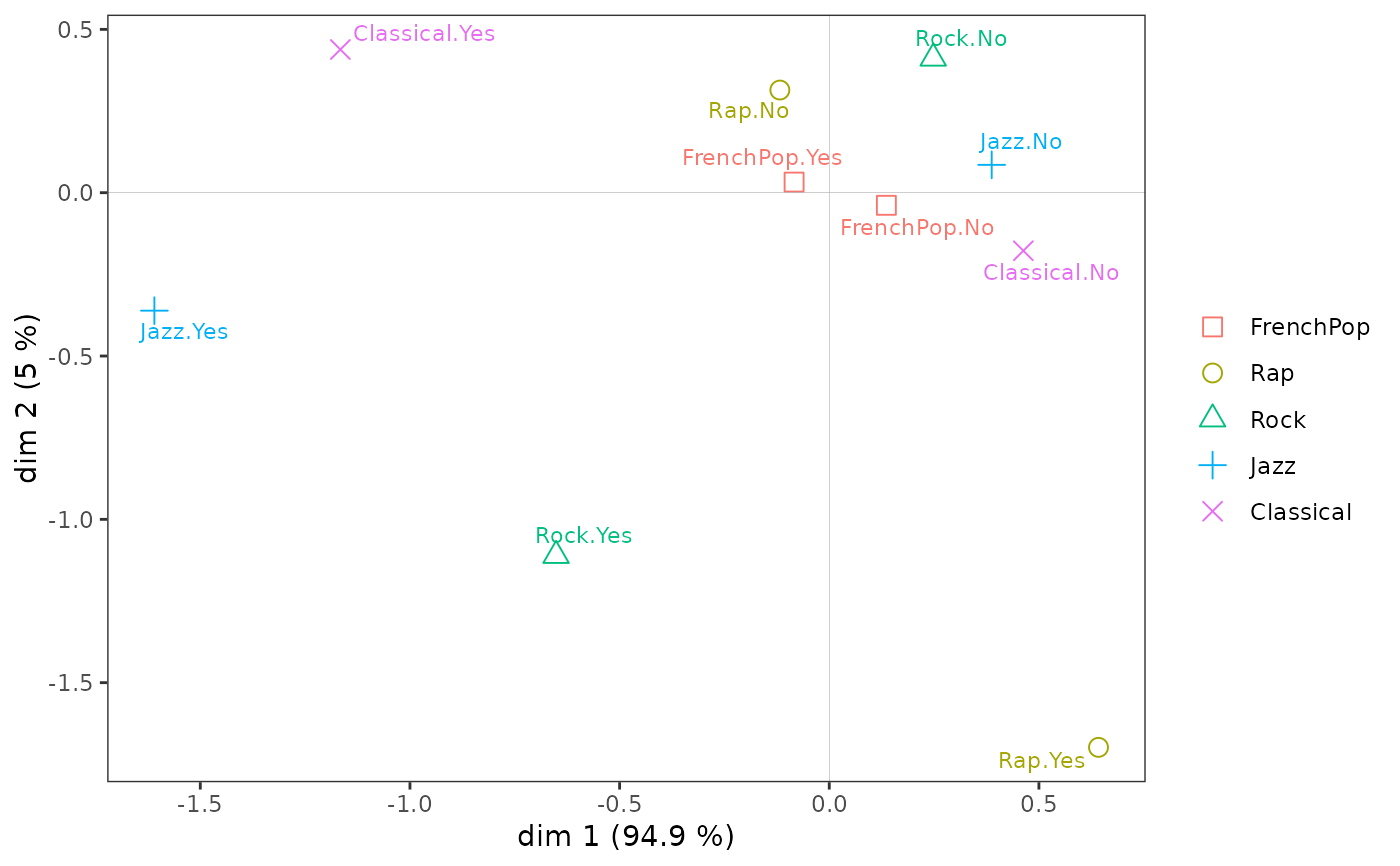 0.5
Classical.Yes
Rock.No
Rap.No
Jazz.No
FrenchPop.Yes
0.0
FrenchPop.No
Classical.No
Jazz.Yes
-0.5
dim 2 (5 %)
-1.0
Rock.Yes
-1.5
Rap.Yes
-1.5 -1.0 -0.5 0.0 0.5
dim 1 (94.9 %)
FrenchPop
Rap
Rock
Jazz
Classical